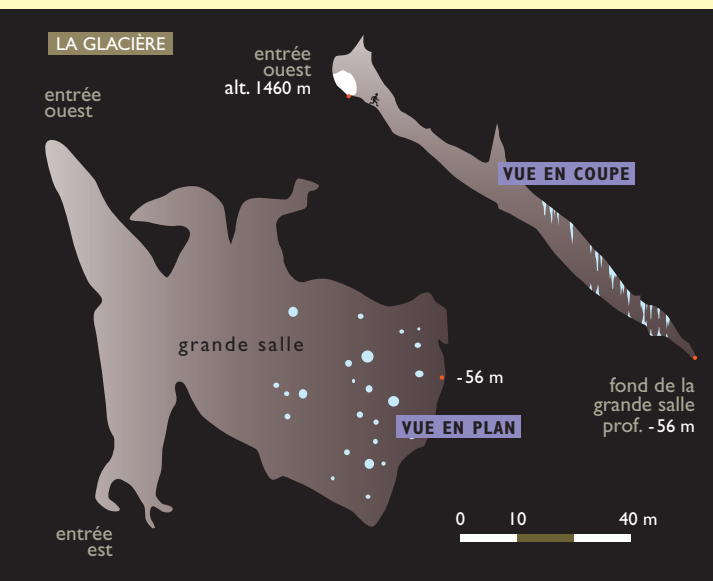 LA GLACIÈRE
entrée
ouest
alt. 1460 m
entrée
ouest
VUE EN COUPE
grande salle
-56 m
fond de la
grande salle
prof. -56 m
VUE EN PLAN
entrée
est
0 10 40 m